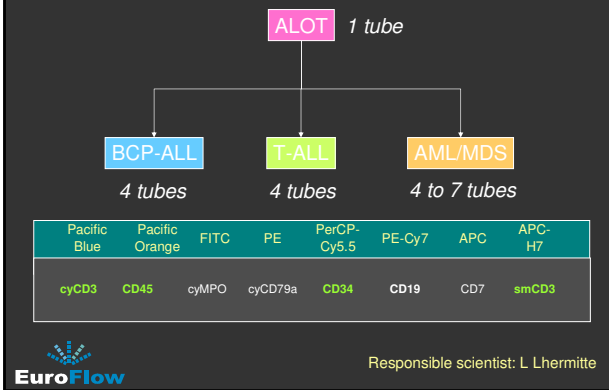 ALOT 1 tube
BCP-ALL T-ALL AML/MDS
4 tubes 4 tubes 4 to 7 tubes
Pacific Blue Pacific Orange FITC PE PerCP-Cy5.5 PE-Cy7 APC APC-H7
cyCD3 CD45 cyMPO cyCD79a CD34 CD19 CD7 smCD3
EuroFlow
Responsible scientist: L Lhermitte